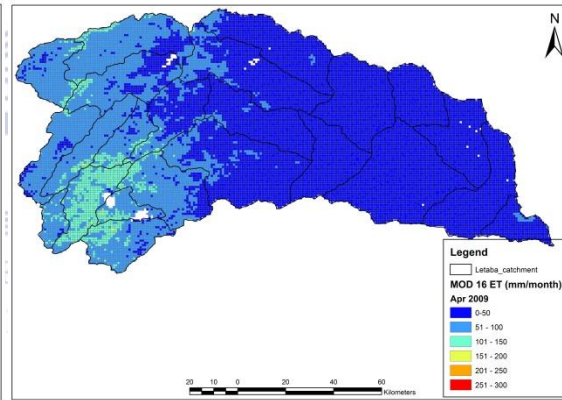 N
Legend
Letaba_catchment
MOD 16 ET (mm/month)
Apr 2009
0-50
51 - 100
101 - 150
151 - 200
201 - 250
251 - 300
20 10 0 20 40 60
Kilometers